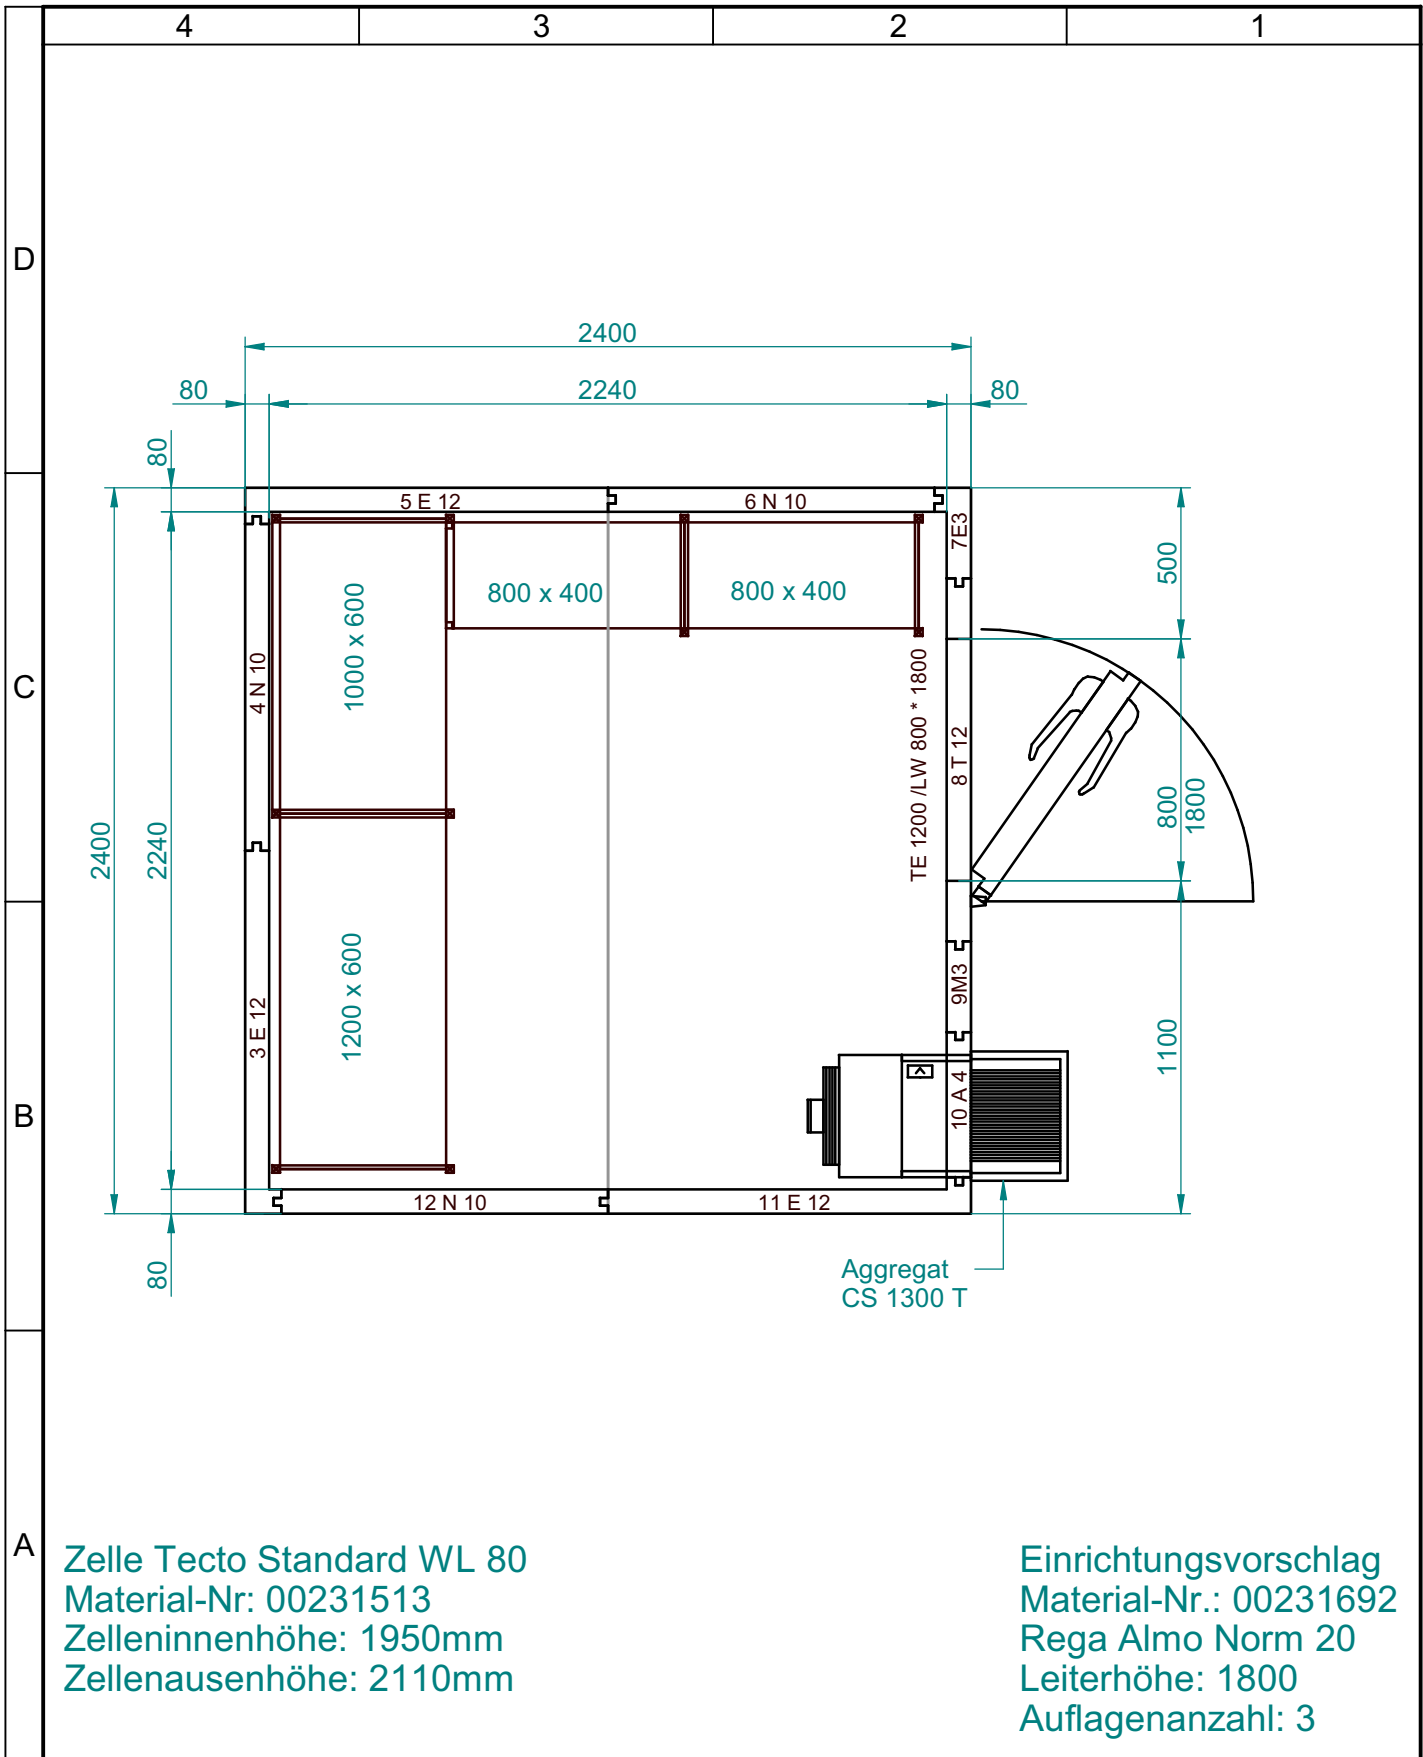 4 3 2 1
D
C
B
A
2400
80 2240 80
80
2400
2240
80
5 E 12
6 N 10
7E3
4 N 10
3 E 12
1000 x 600
800 x 400
800 x 400
1200 x 600
TE 1200 /LW 800 * 1800
8 T 12
9M3
10 A 4
12 N 10
11 E 12
500
800
1800
1100
Aggregat
CS 1300 T
Zelle Tecto Standard WL 80
Material-Nr: 00231513
Zelleninnenhöhe: 1950mm
Zellenausenhöhe: 2110mm
Einrichtungsvorschlag
Material-Nr.: 00231692
Rega Almo Norm 20
Leiterhöhe: 1800
Auflagenanzahl: 3